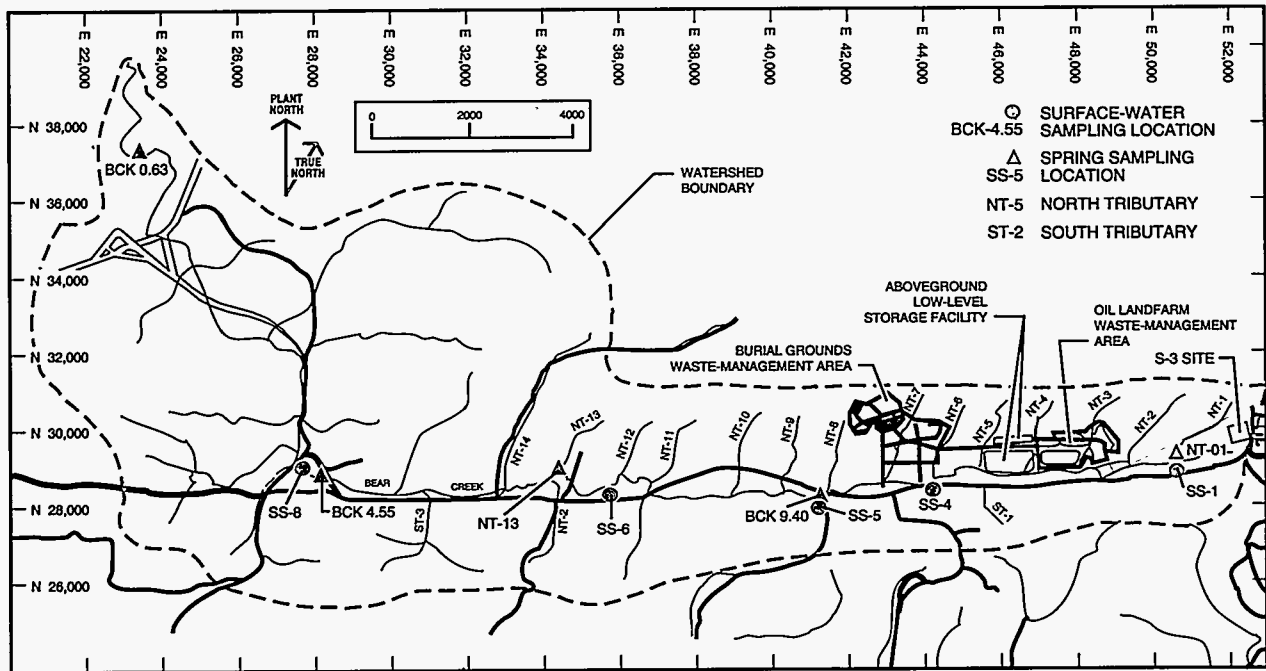 E 22,000
E 24,000
E 26,000
E 28,000
E 30,000
E 32,000
E 34,000
E 36,000
E 38,000
E 40,000
E 42,000
E 44,000
E 46,000
E 48,000
E 50,000
E 52,000
PLANT
NORTH
TRUE
NORTH
0 2000 4000
SURFACE-WATER
BCK-4.55 SAMPLING LOCATION
SPRING SAMPLING
SS-5 LOCATION
NT-5 NORTH TRIBUTARY
ST-2 SOUTH TRIBUTARY
N 38,000
BCK 0.63
WATERSHED
BOUNDARY
N 36,000
N 34,000
ABOVEGROUND
LOW-LEVEL
STORAGE FACILITY
OIL LANDFARM
WASTE-MANAGEMENT
AREA
N 32,000
BURIAL GROUNDS
WASTE-MANAGEMENT AREA
S-3 SITE
N 30,000
NT-14
NT-13
NT-12
NT-11
NT-10
NT-9
NT-8
NT-7
NT-6
NT-5
NT-4
NT-3
NT-2
NT-1
NT-01
BEAR CREEK
N 28,000
SS-8
BCK 4.55
ST-3
NT-13
NT-2
SS-6
BCK 9.40
SS-5
SS-4
ST-1
SS-1
N 26,000